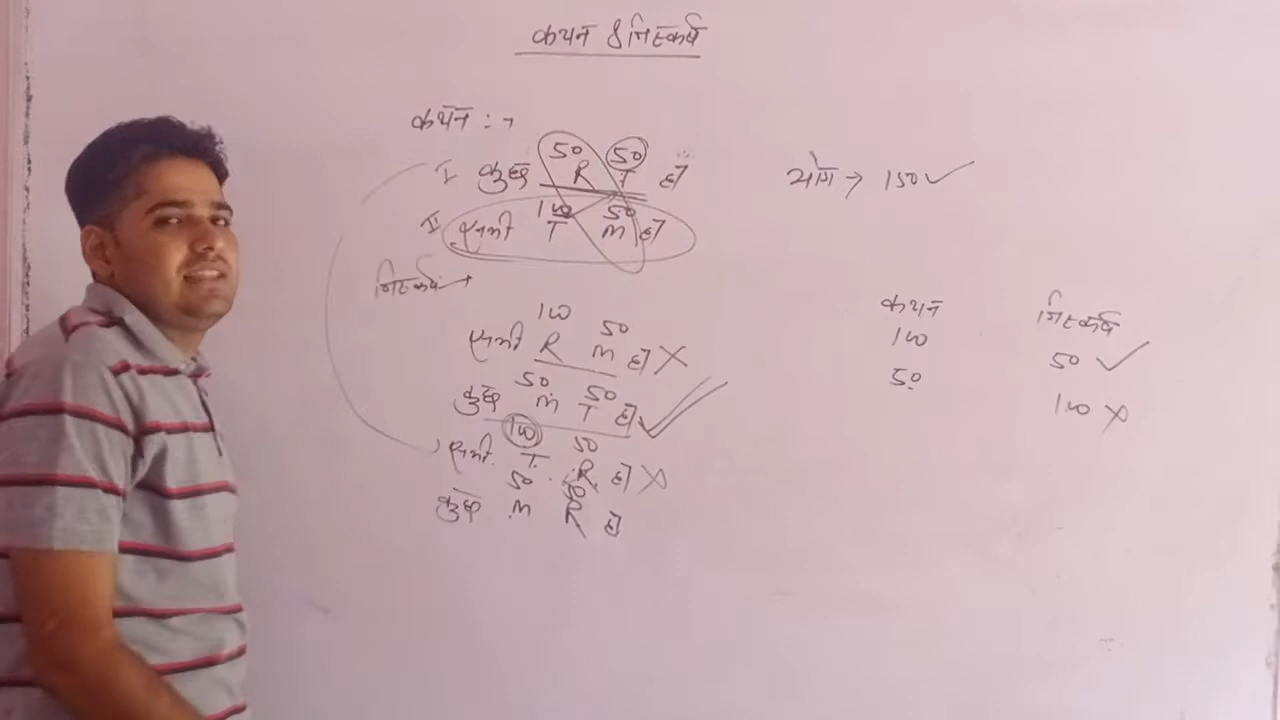 कथन & निष्कर्ष
कथन :→
50 50
I कुछ R T है
100 50
II सभी T M है
योग → 150 ✓
निष्कर्ष →
100 50
सभी R M है ✗
50 50
कुछ M T है ✓
100 50
सभी T R है ✗
50 50
कुछ M R है
कथन निष्कर्ष
100 50 ✓
50 100 ✗